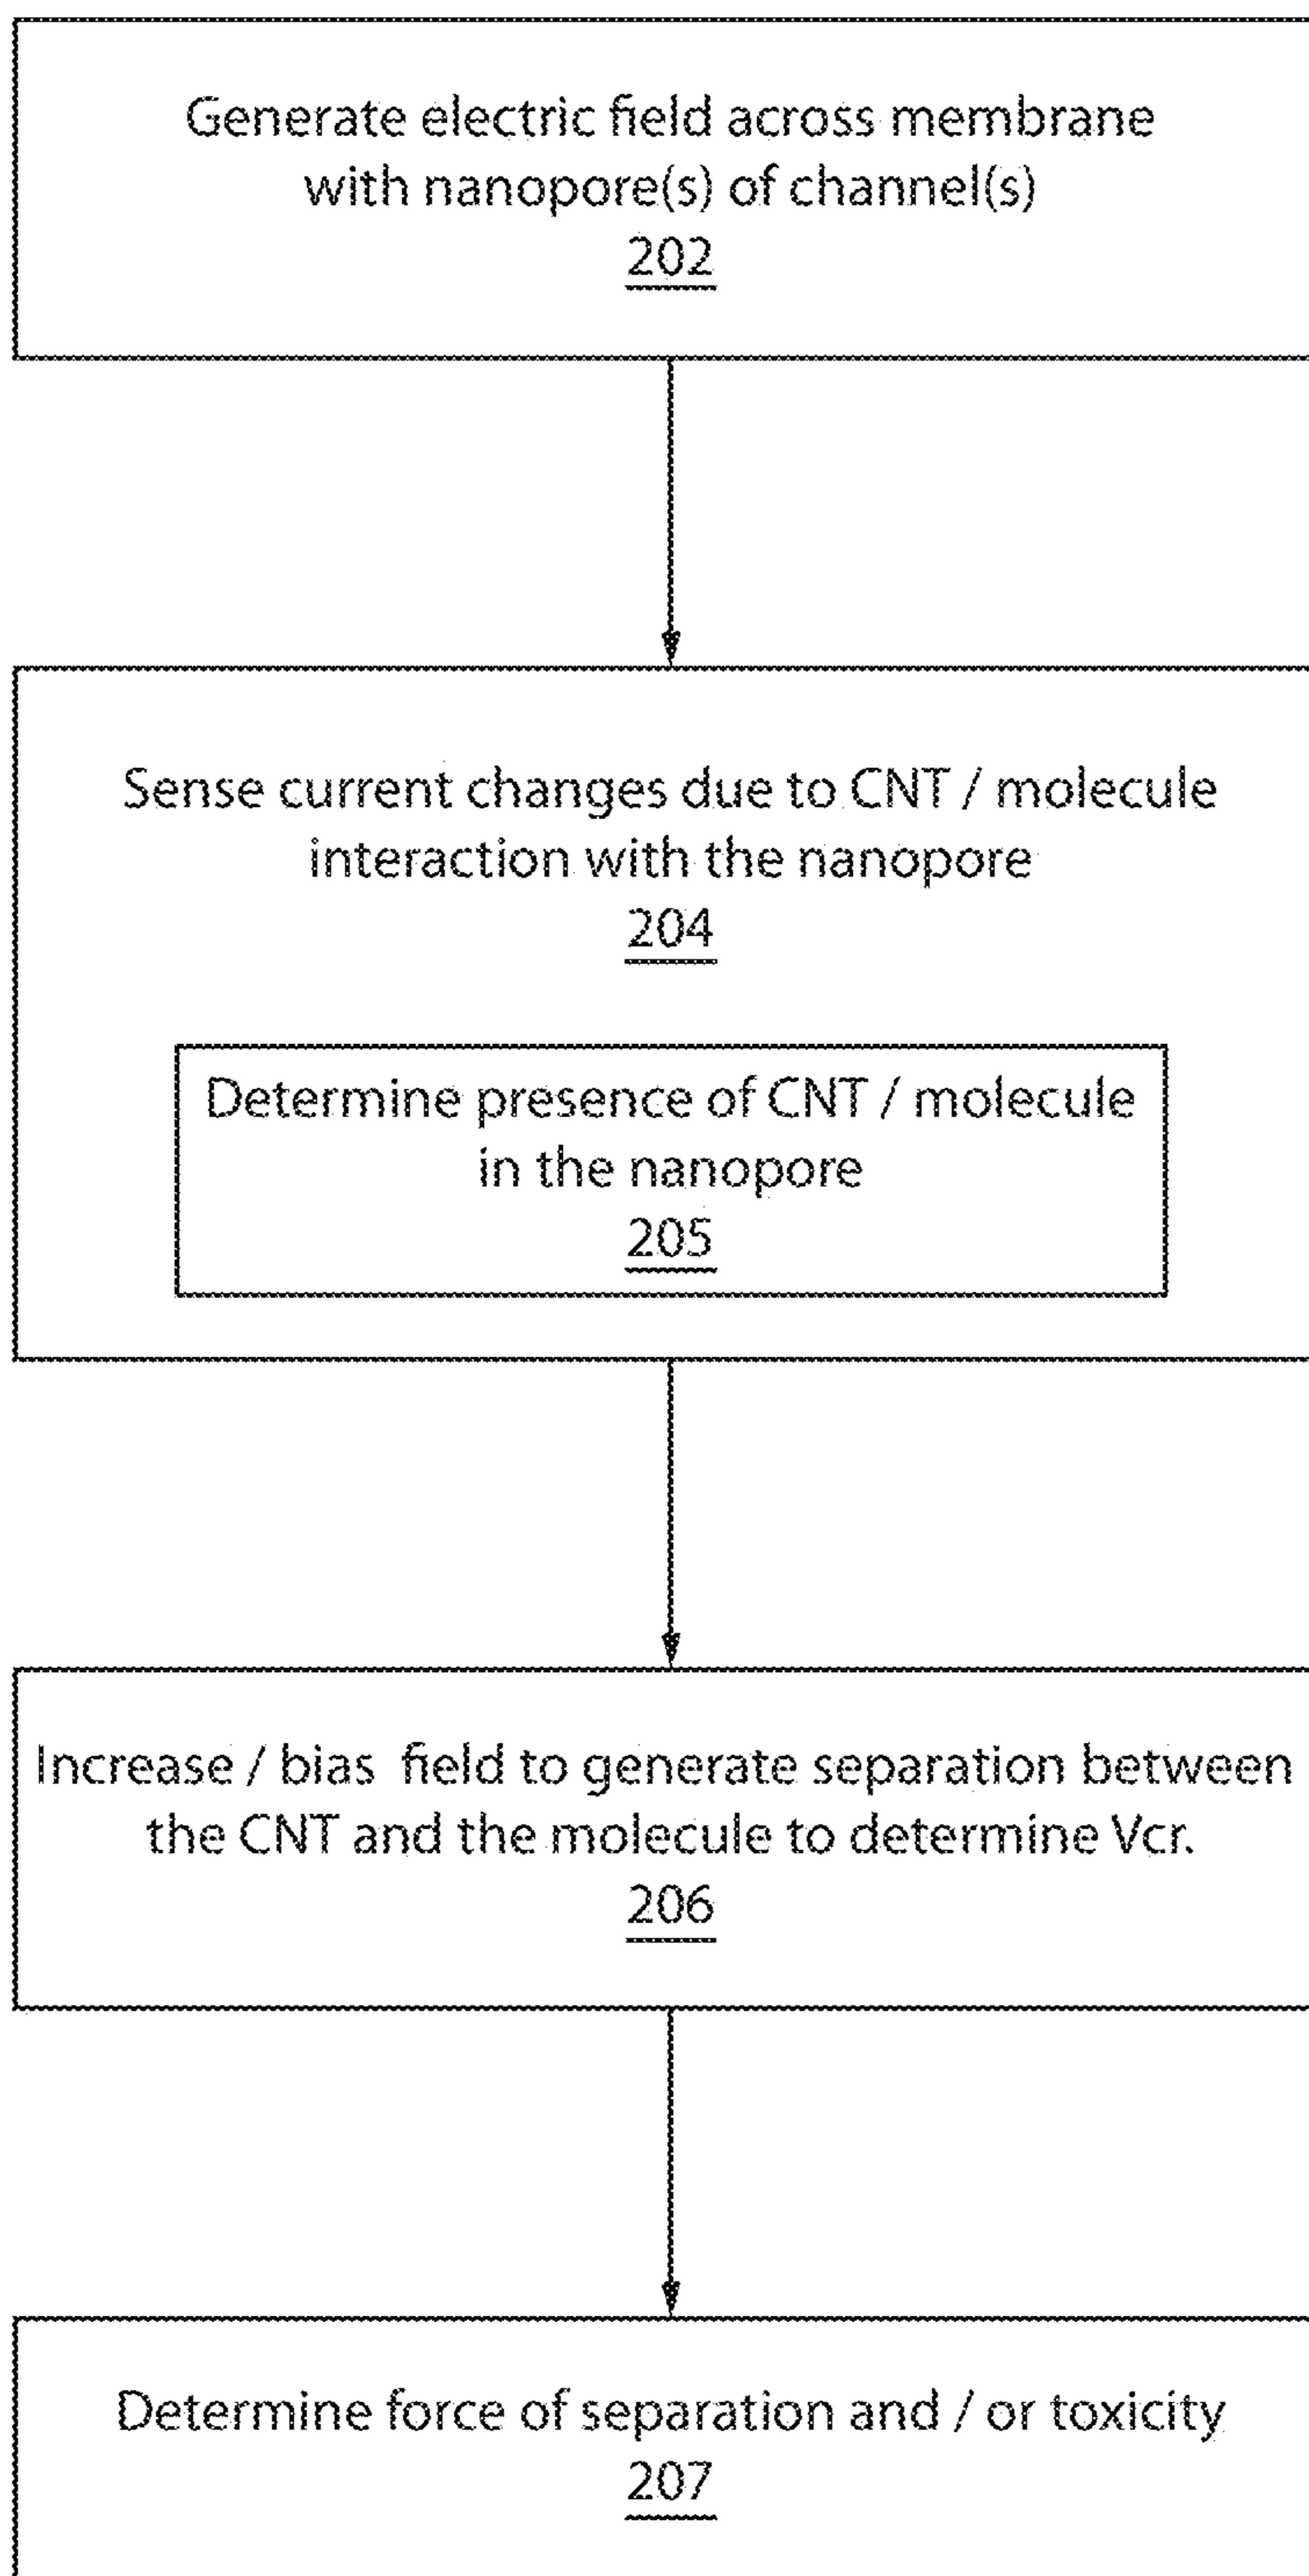 Generate electric field across membrane
with nanopore(s) of channel(s)
202
Sense current changes due to CNT / molecule
interaction with the nanopore
204
Determine presence of CNT / molecule
in the nanopore
205
Increase / bias field to generate separation between
the CNT and the molecule to determine Vcr.
206
Determine force of separation and / or toxicity
207